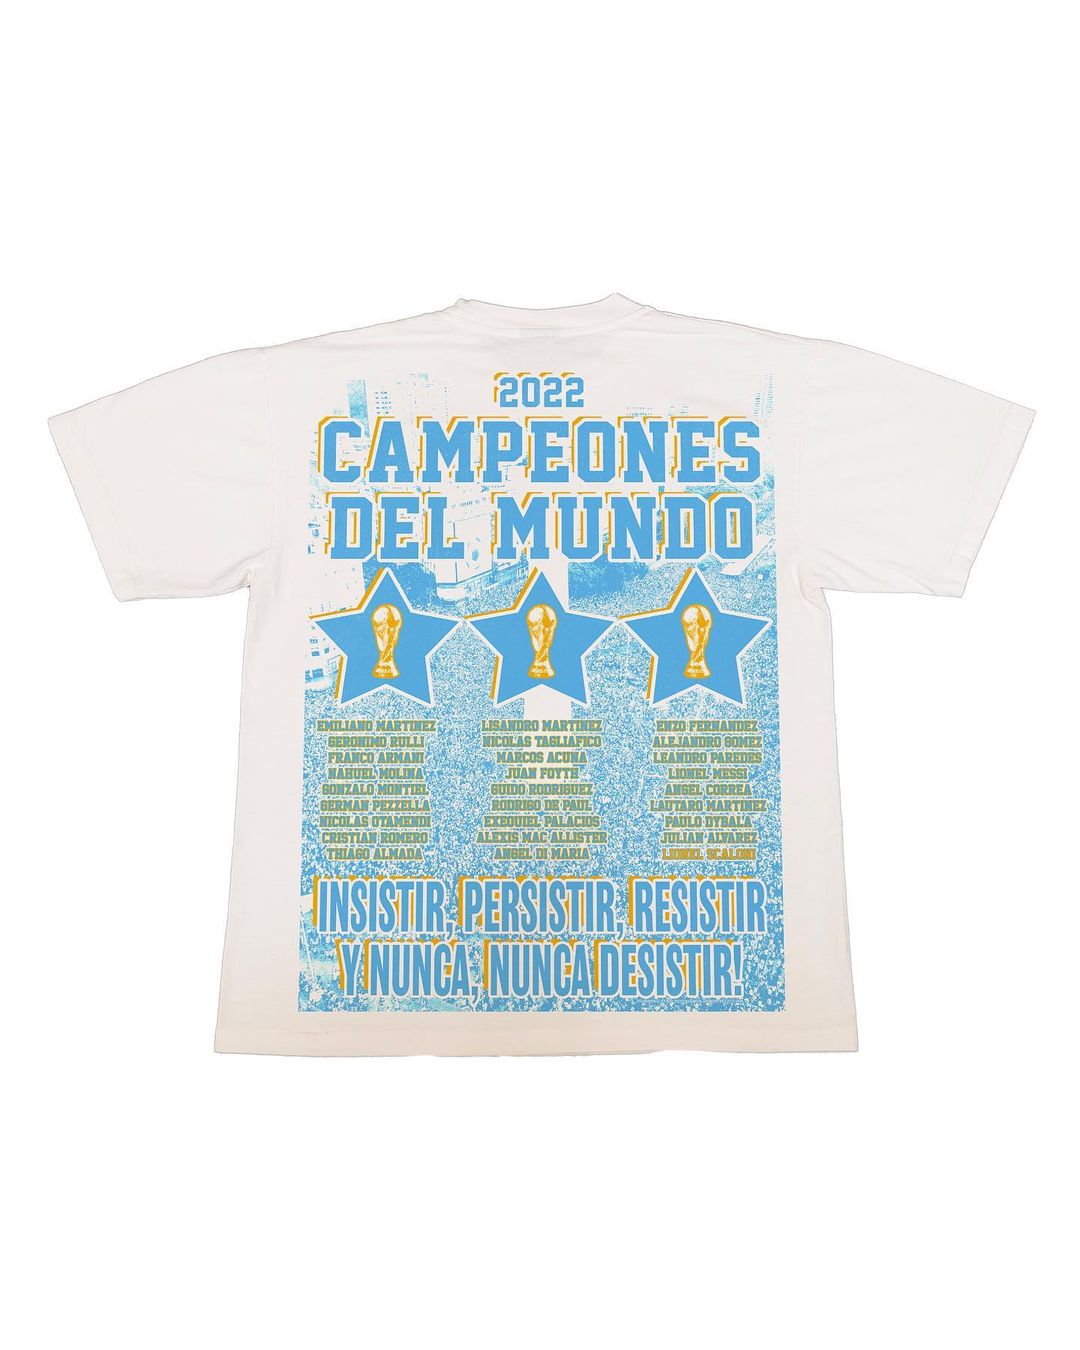 2022
CAMPEONES
DEL MUNDO
EMILIANO MARTINEZ
GERONIMO RULLI
FRANCO ARMANI
NAHUEL MOLINA
GONZALO MONTIEL
GERMAN PEZZELLA
NICOLAS OTAMENDI
CRISTIAN ROMERO
THIAGO ALMADA
LISANDRO MARTINEZ
NICOLAS TAGLIAFICO
MARCOS ACUNA
JUAN FOYTH
GUIDO RODRIGUEZ
RODRIGO DE PAUL
EXEQUIEL PALACIOS
ALEXIS MAC ALLISTER
ANGEL DI MARIA
ENZO FERNANDEZ
ALEJANDRO GOMEZ
LEANDRO PAREDES
LIONEL MESSI
ANGEL CORREA
LAUTARO MARTINEZ
PAULO DYBALA
JULIAN ALVAREZ
LIONEL SCALONI
INSISTIR, PERSISTIR, RESISTIR
Y NUNCA, NUNCA DESISTIR!